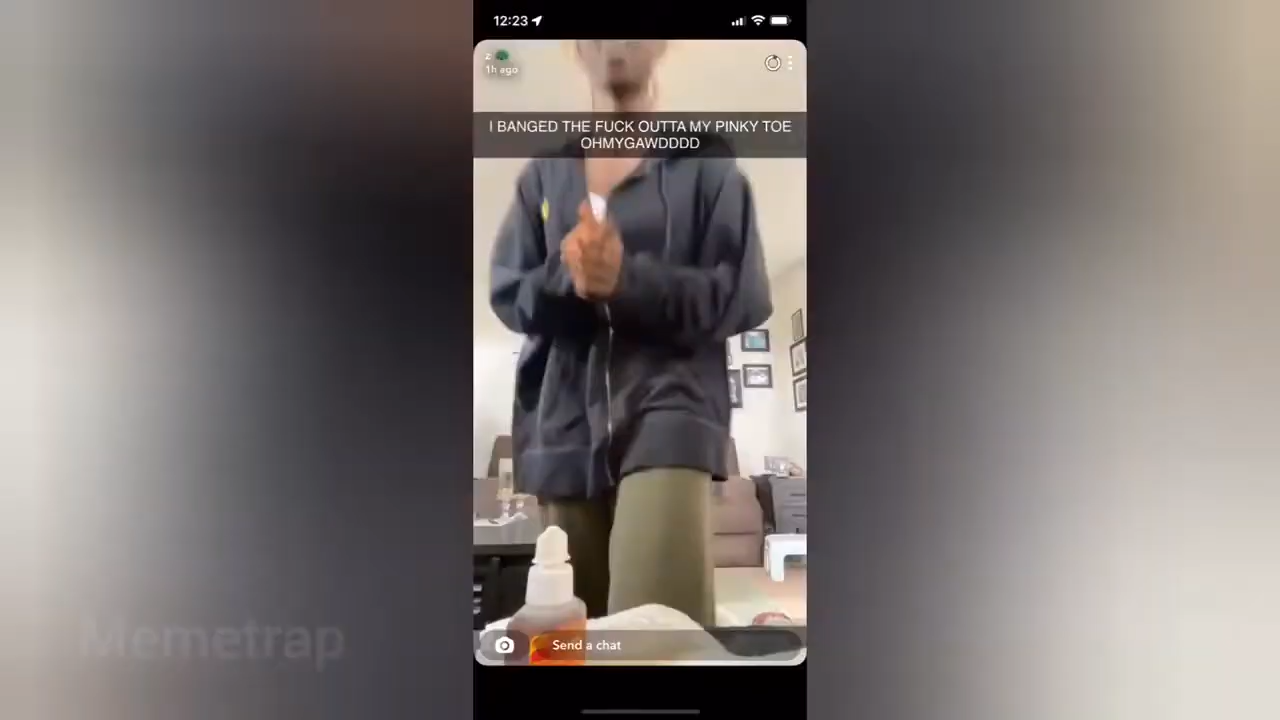 12:23
z
1h ago
I BANGED THE FUCK OUTTA MY PINKY TOE
OHMYGAWDDDD
Send a chat
Memetrap